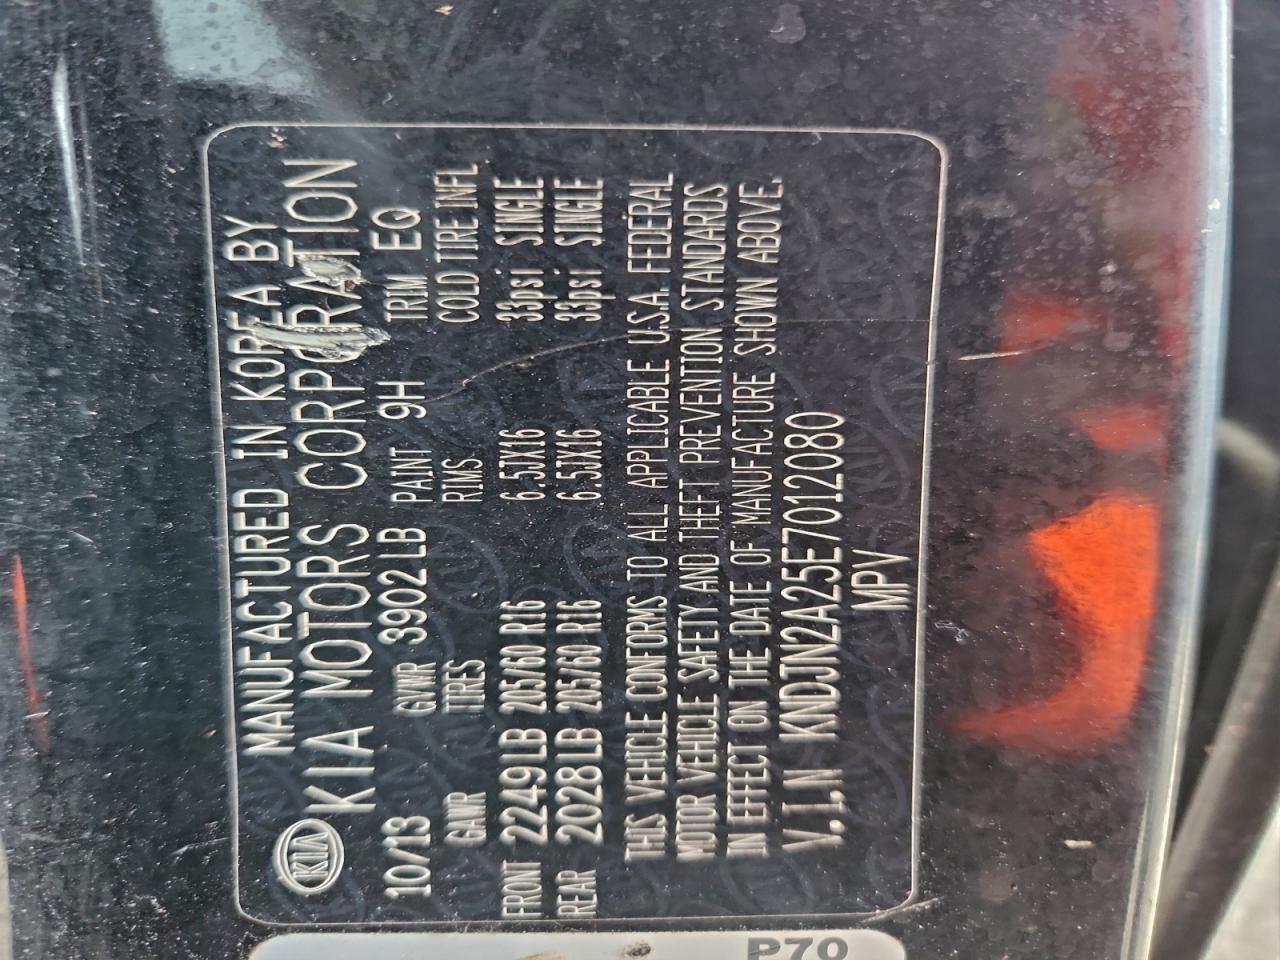 MANUFACTURED IN KOREA BY
KIA KIA MOTORS CORPORATION
10/13 GVWR 3902LB PAINT 9H TRIM EQ
GAWR TIRES RIMS COLD TIRE INFL
FRONT 2249LB 205/60 R16 6.5JX16 33psi SINGLE
REAR 2028LB 205/60 R16 6.5JX16 33psi SINGLE
THIS VEHICLE CONFORMS TO ALL APPLICABLE U.S.A. FEDERAL
MOTOR VEHICLE SAFETY AND THEFT PREVENTION STANDARDS
IN EFFECT ON THE DATE OF MANUFACTURE SHOWN ABOVE.
V.I.N KNDJN2A25E7012080
MPV
P70